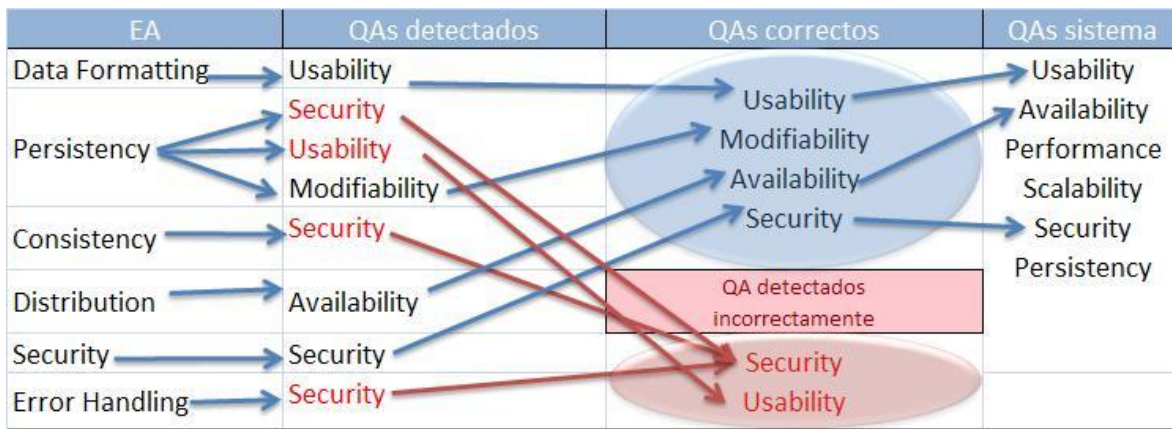 EA QAs detectados QAs correctos QAs sistema
Data Formatting Usability Usability
Security Usability Availability
Persistency Usability Modifiability Performance
Modifiability Availability Scalability
Consistency Security Security Security
Persistency
Distribution Availability QA detectados
incorrectamente
Security Security Security
Error Handling Security Usability